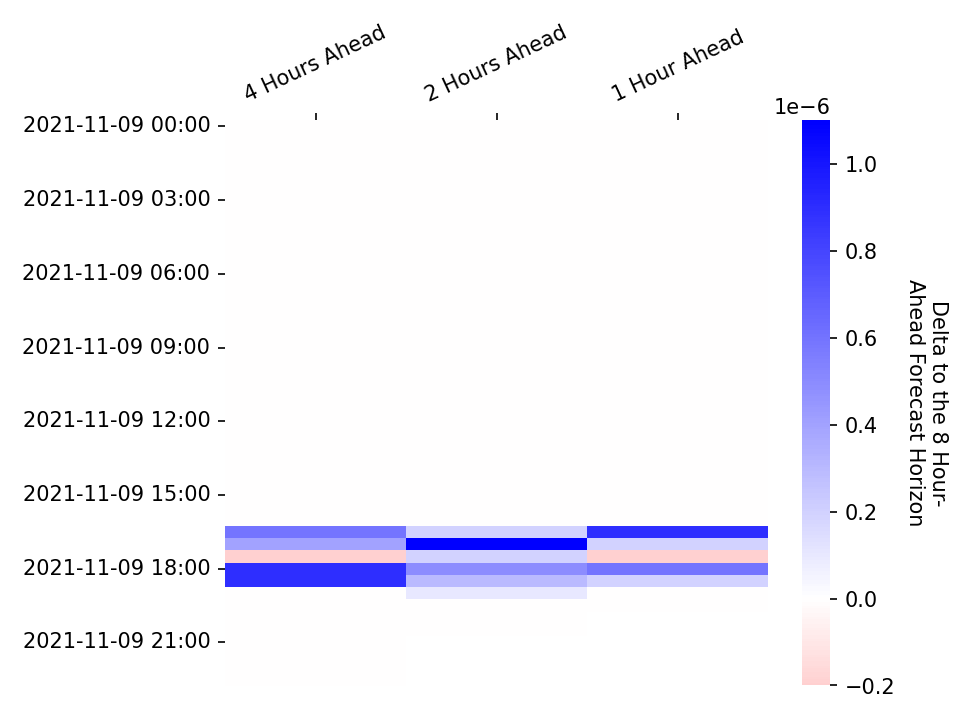 4 Hours Ahead
2 Hours Ahead
1 Hour Ahead
1e−6
2021-11-09 00:00
2021-11-09 03:00
2021-11-09 06:00
2021-11-09 09:00
2021-11-09 12:00
2021-11-09 15:00
2021-11-09 18:00
2021-11-09 21:00
1.0
0.8
0.6
0.4
0.2
0.0
−0.2
Delta to the 8 Hour-
Ahead Forecast Horizon